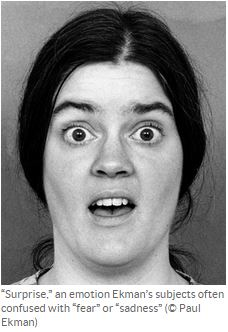 “Surprise,” an emotion Ekman’s subjects often
confused with “fear” or “sadness” (© Paul
Ekman)